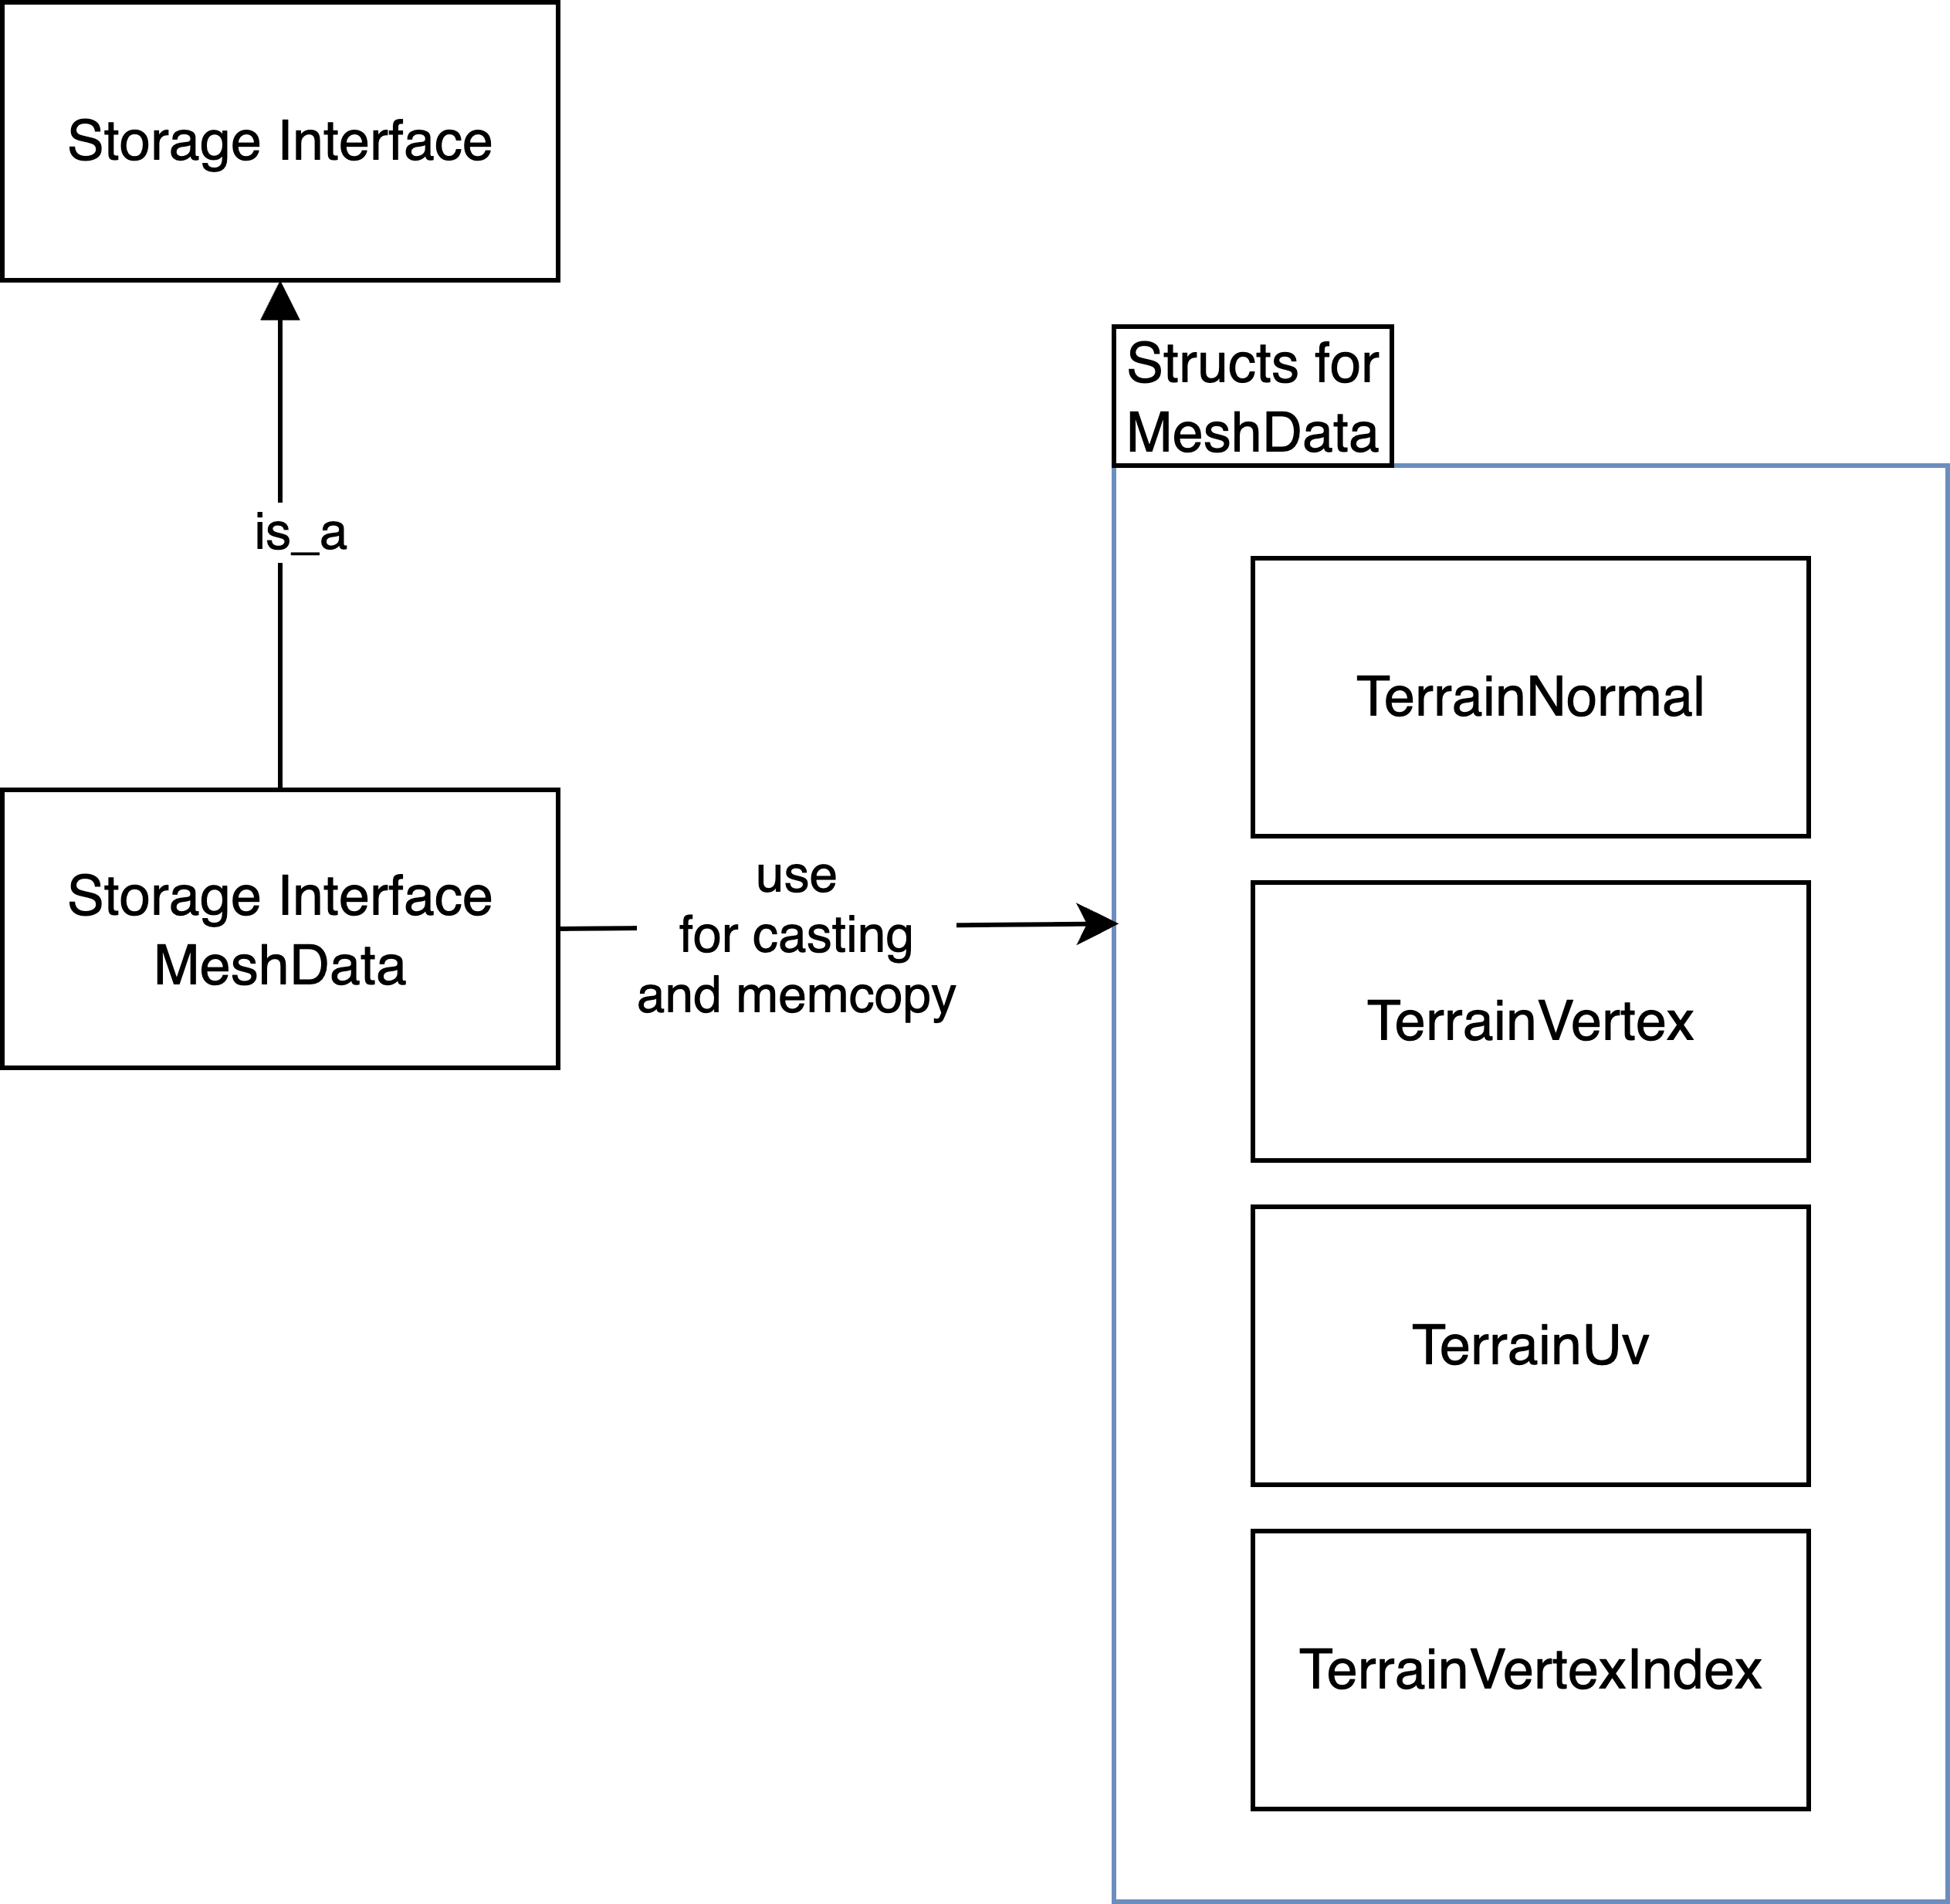 Storage Interface
is_a
Storage Interface
MeshData
use
for casting
and memcopy
Structs for
MeshData
TerrainNormal
TerrainVertex
TerrainUv
TerrainVertexIndex